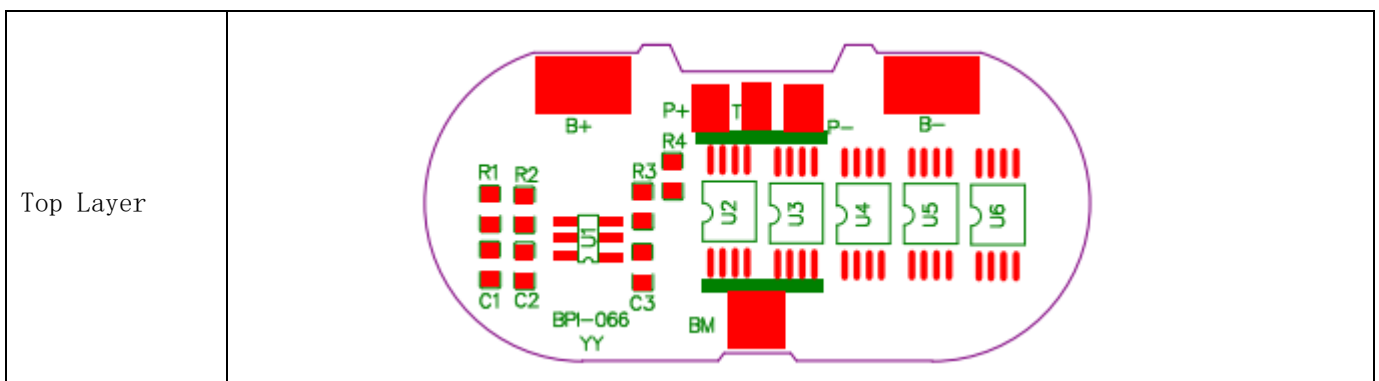 Top Layer
B+
P+
T
P-
B-
R4
R1
R2
R3
U1
U2
U3
U4
U5
U6
C1
C2
C3
BPI-066
YY
BM